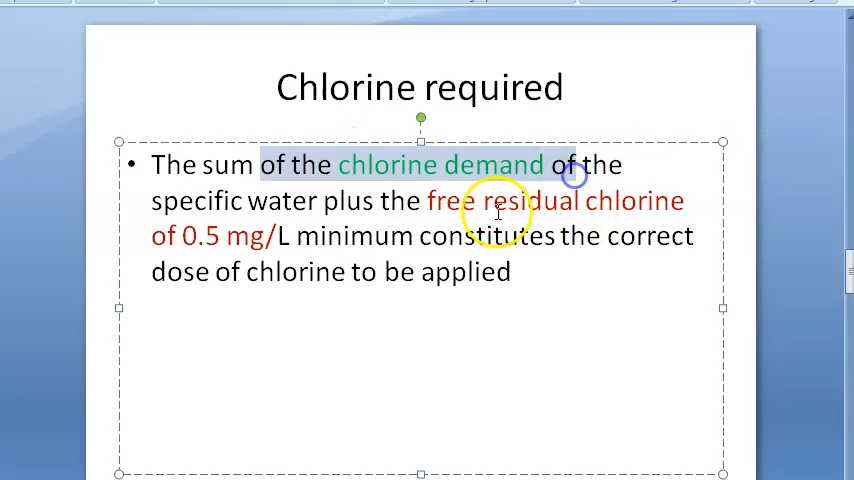 Chlorine required
• The sum of the chlorine demand of the
specific water plus the free residual chlorine
of 0.5 mg/L minimum constitutes the correct
dose of chlorine to be applied